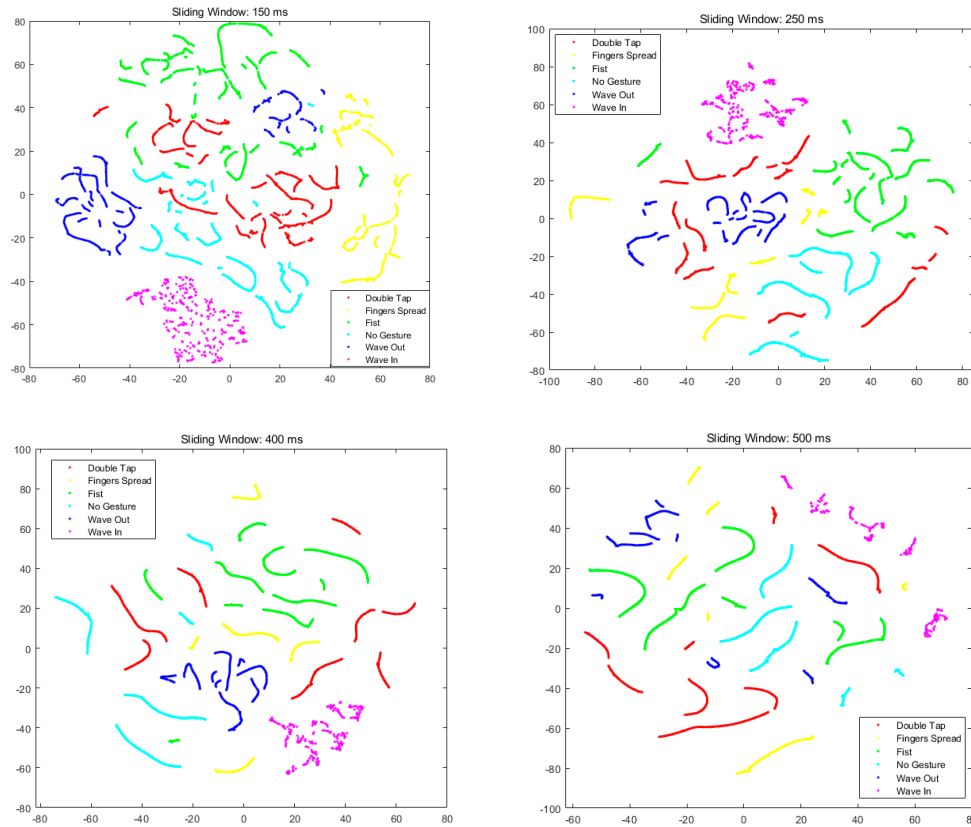 Sliding Window: 150 ms
80
60
40
20
0
-20
-40
-60
-80
-80
-60
-40
-20
0
20
40
60
80
Double Tap
Fingers Spread
Fist
No Gesture
Wave Out
Wave In
Sliding Window: 250 ms
100
80
60
40
20
0
-20
-40
-60
-80
-100
-80
-60
-40
-20
0
20
40
60
80
Double Tap
Fingers Spread
Fist
No Gesture
Wave Out
Wave In
Sliding Window: 400 ms
100
80
60
40
20
0
-20
-40
-60
-80
-80
-60
-40
-20
0
20
40
60
80
Double Tap
Fingers Spread
Fist
No Gesture
Wave Out
Wave In
Sliding Window: 500 ms
80
60
40
20
0
-20
-40
-60
-80
-100
-60
-40
-20
0
20
40
60
80
Double Tap
Fingers Spread
Fist
No Gesture
Wave Out
Wave In